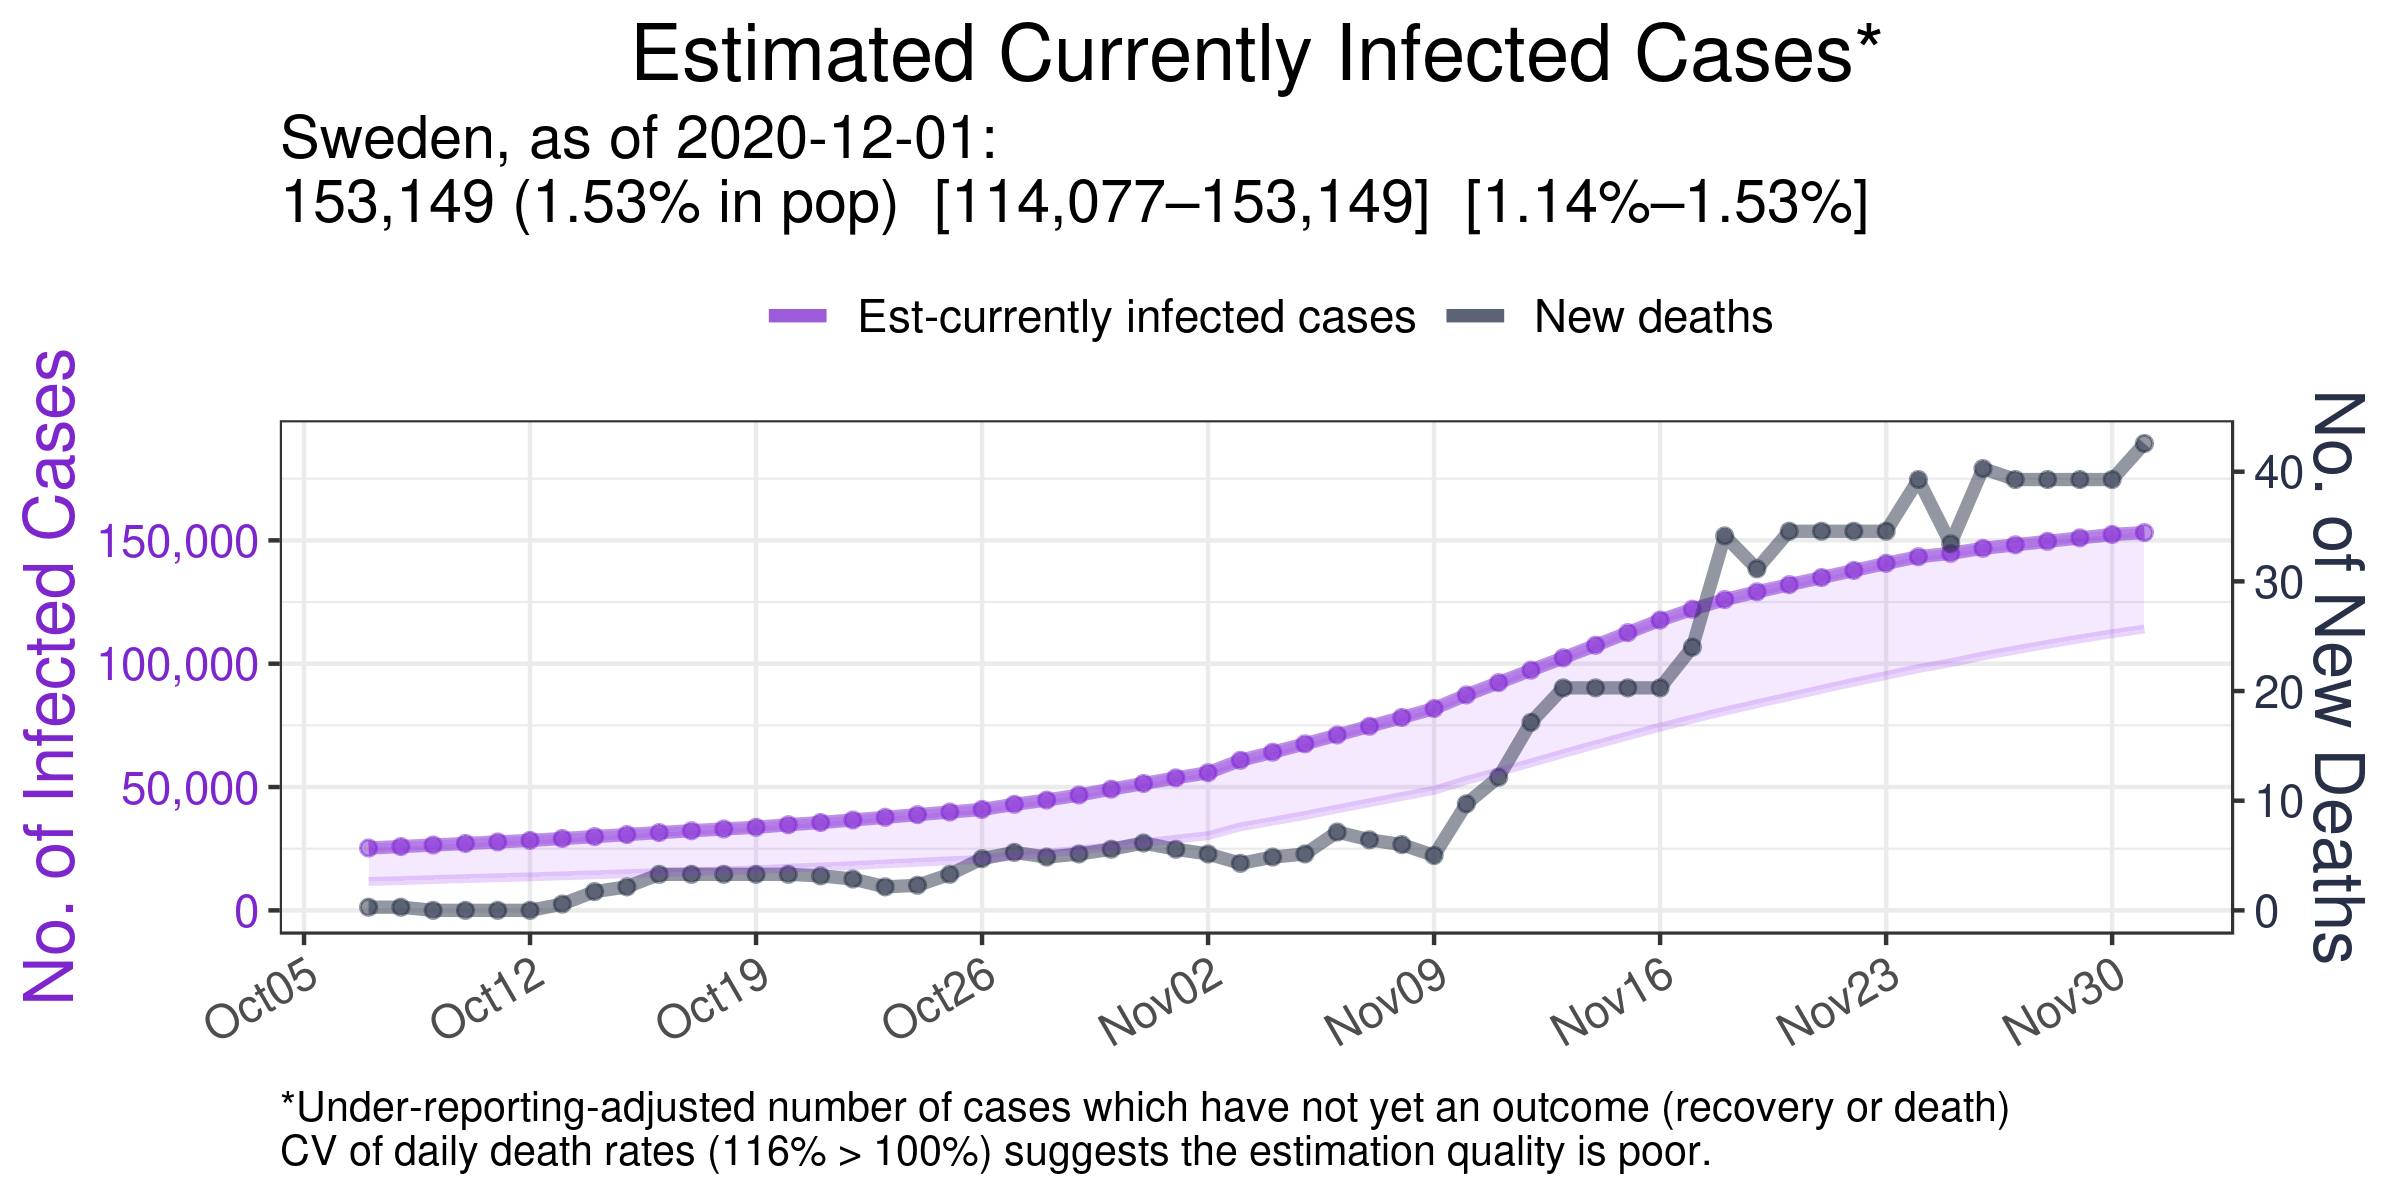 Estimated Currently Infected Cases*
Sweden, as of 2020-12-01:
153,149 (1.53% in pop) [114,077–153,149] [1.14%–1.53%]
Est-currently infected cases
New deaths
No. of Infected Cases
150,000
100,000
50,000
0
40
30
20
10
0
No. of New Deaths
Oct05
Oct12
Oct19
Oct26
Nov02
Nov09
Nov16
Nov23
Nov30
*Under-reporting-adjusted number of cases which have not yet an outcome (recovery or death)
CV of daily death rates (116% > 100%) suggests the estimation quality is poor.